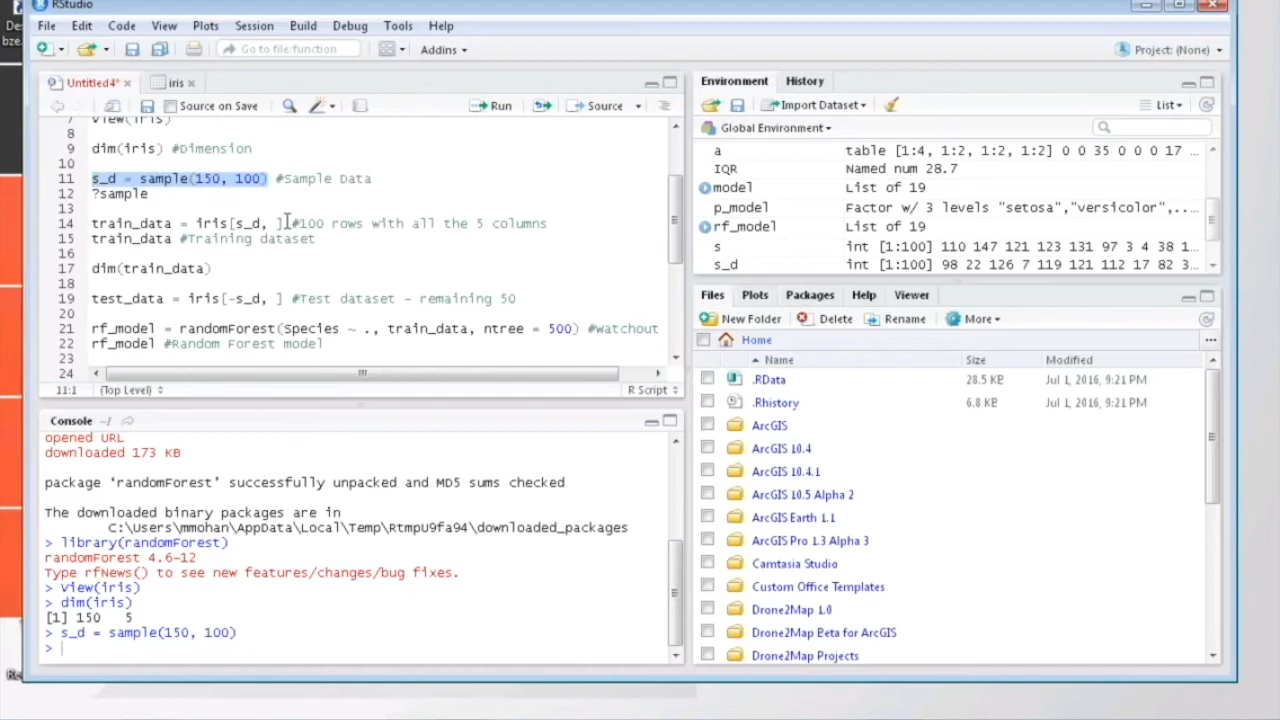 De
bze.
RStudio
File Edit Code View Plots Session Build Debug Tools Help
Go to file/function Addins Project: (None)
Untitled4* iris
Source on Save Run Source
7 View(iris)
8
9 dim(iris) #Dimension
10
11 s_d = sample(150, 100) #Sample Data
12 ?sample
13
14 train_data = iris[s_d, ] #100 rows with all the 5 columns
15 train_data #Training dataset
16
17 dim(train_data)
18
19 test_data = iris[-s_d, ] #Test dataset - remaining 50
20
21 rf_model = randomForest(Species ~ ., train_data, ntree = 500) #watchout
22 rf_model #Random Forest model
23
24
11:1 (Top Level) R Script
Console ~/
opened URL
downloaded 173 KB
package ‘randomForest’ successfully unpacked and MD5 sums checked
The downloaded binary packages are in
C:\Users\mmohan\AppData\Local\Temp\RtmpU9fa94\downloaded_packages
> library(randomForest)
randomForest 4.6-12
Type rfNews() to see new features/changes/bug fixes.
> View(iris)
> dim(iris)
[1] 150 5
> s_d = sample(150, 100)
>
Environment History
Import Dataset List
Global Environment
a table [1:4, 1:2, 1:2, 1:2] 0 0 35 0 0 0 17 ...
IQR Named num 28.7
model List of 19
p_model Factor w/ 3 levels "setosa","versicolor",..
rf_model List of 19
s int [1:100] 110 147 121 123 131 97 3 4 38 1...
s_d int [1:100] 98 22 126 7 119 121 112 17 82 3...
Files Plots Packages Help Viewer
New Folder Delete Rename More
Home ...
Name Size Modified
.RData 28.5 KB Jul 1, 2016, 9:21 PM
.Rhistory 6.8 KB Jul 1, 2016, 9:21 PM
ArcGIS
ArcGIS 10.4
ArcGIS 10.4.1
ArcGIS 10.5 Alpha 2
ArcGIS Earth 1.1
ArcGIS Pro 1.3 Alpha 3
Camtasia Studio
Custom Office Templates
Drone2Map 1.0
Drone2Map Beta for ArcGIS
Drone2Map Projects